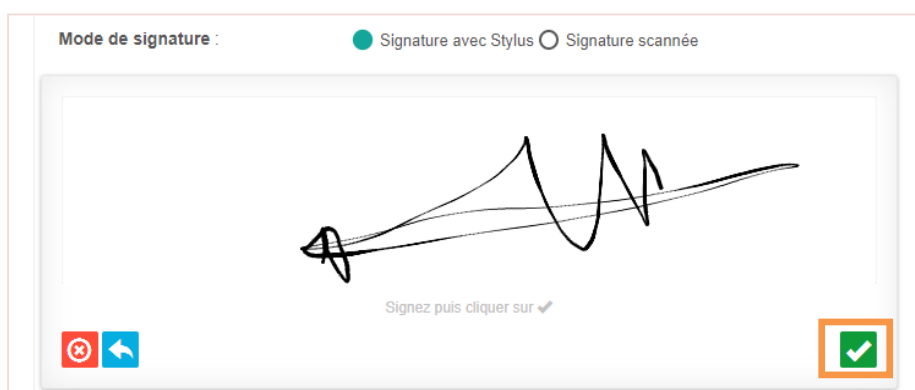 Mode de signature : Signature avec Stylus Signature scannée
Signez puis cliquer sur ✔